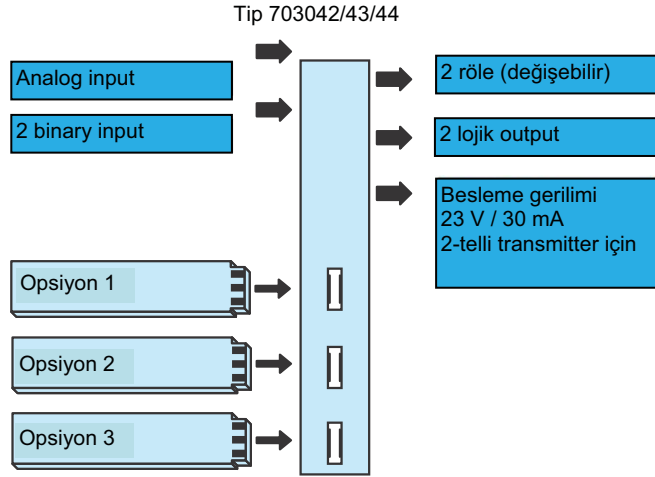 Tip 703042/43/44
Analog input
2 binary input
2 röle (değişebilir)
2 lojik output
Besleme gerilimi
23 V / 30 mA
2-telli transmitter için
Opsiyon 1
Opsiyon 2
Opsiyon 3